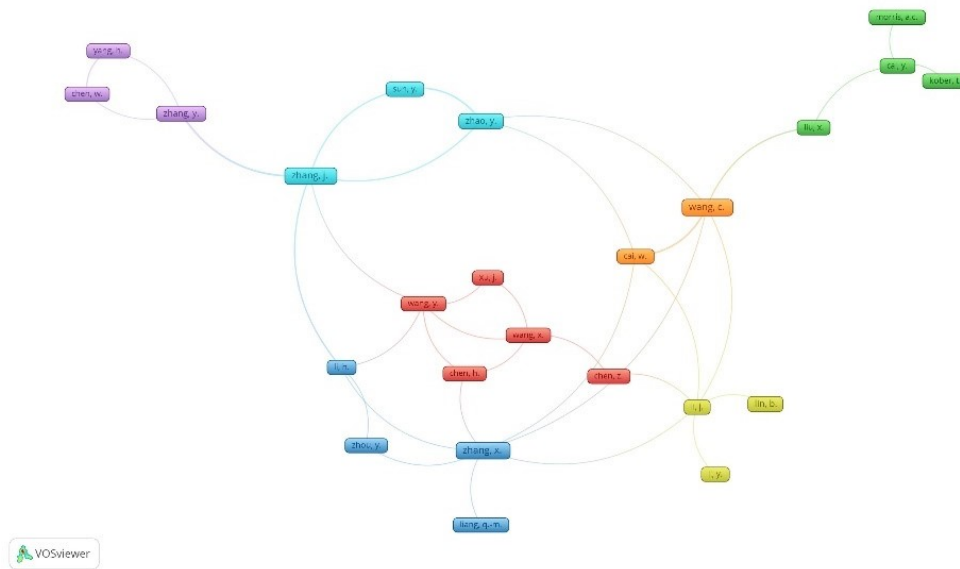 morris, a.c.
yang, h.
cai, y.
kober, t.
chen, w.
sun, y.
zhang, y.
zhao, y.
liu, x.
zhang, j.
wang, c.
cai, w.
xu, j.
wang, y.
wang, x.
li, h.
chen, h.
chen, z.
li, j.
lin, b.
zhou, y.
zhang, x.
li, y.
liang, q.-m.
VOSviewer